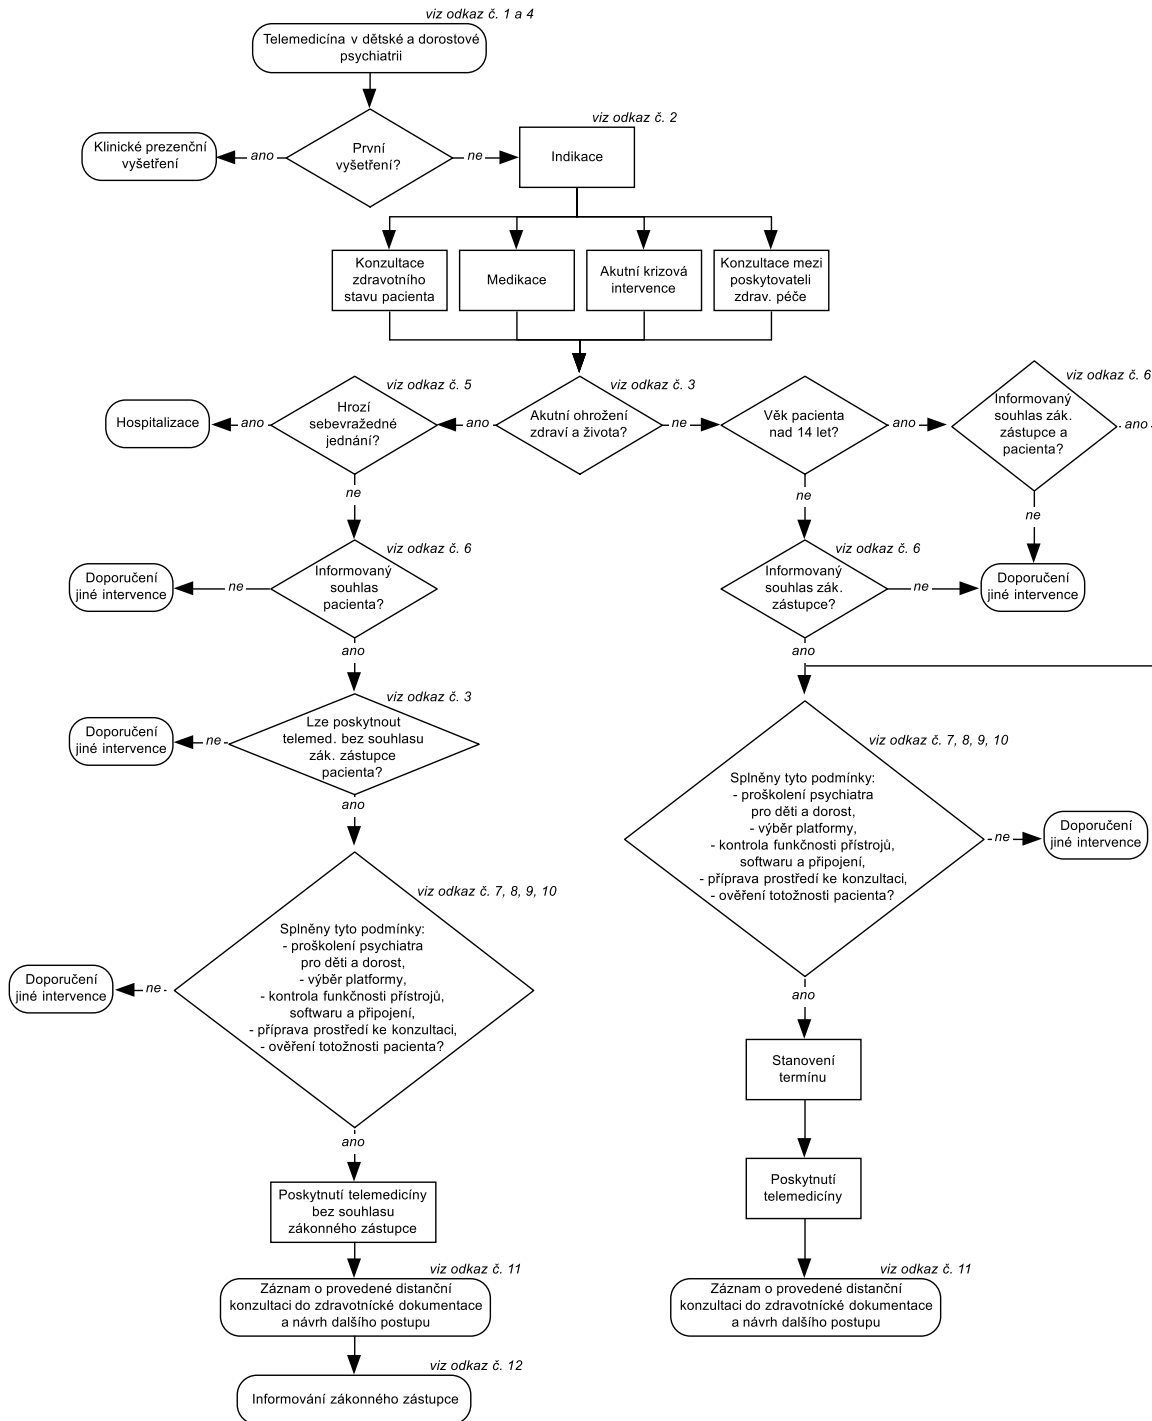 viz odkaz č. 1 a 4
Telemedicína v dětské a dorostové
psychiatrii
viz odkaz č. 2
První
vyšetření?
ano
ne
Klinické prezenční
vyšetření
Indikace
Konzultace
zdravotního
stavu pacienta
Medikace
Akutní krizová
intervence
Konzultace mezi
poskytovateli
zdrav. péče
viz odkaz č. 5
viz odkaz č. 3
viz odkaz č. 6
Hospitalizace
ano
Hrozí
sebevražedné
jednání?
ano
Akutní ohrožení
zdraví a života?
ne
Věk pacienta
nad 14 let?
ano
Informovaný
souhlas zák.
zástupce a
pacienta?
ano
ne
ne
ne
viz odkaz č. 6
viz odkaz č. 6
Doporučení
jiné intervence
ne
Informovaný
souhlas
pacienta?
Informovaný
souhlas zák.
zástupce?
ne
Doporučení
jiné intervence
ano
ano
viz odkaz č. 3
Doporučení
jiné intervence
ne
Lze poskytnout
telemed. bez souhlasu
zák. zástupce
pacienta?
ano
viz odkaz č. 7, 8, 9, 10
Splněny tyto podmínky:
- proškolení psychiatra
pro děti a dorost,
- výběr platformy,
- kontrola funkčnosti přístrojů,
softwaru a připojení,
- příprava prostředí ke konzultaci,
- ověření totožnosti pacienta?
ne
Doporučení
jiné intervence
viz odkaz č. 7, 8, 9, 10
Splněny tyto podmínky:
- proškolení psychiatra
pro děti a dorost,
- výběr platformy,
- kontrola funkčnosti přístrojů,
softwaru a připojení,
- příprava prostředí ke konzultaci,
- ověření totožnosti pacienta?
ne
Doporučení
jiné intervence
ano
Stanovení
termínu
ano
Poskytnutí
telemedicíny
Poskytnutí telemedicíny
bez souhlasu
zákonného zástupce
viz odkaz č. 11
Záznam o provedené distanční
konzultaci do zdravotnícké dokumentace
a návrh dalšího postupu
viz odkaz č. 11
Záznam o provedené distanční
konzultaci do zdravotnícké dokumentace
a návrh dalšího postupu
viz odkaz č. 12
Informování zákonného zástupce